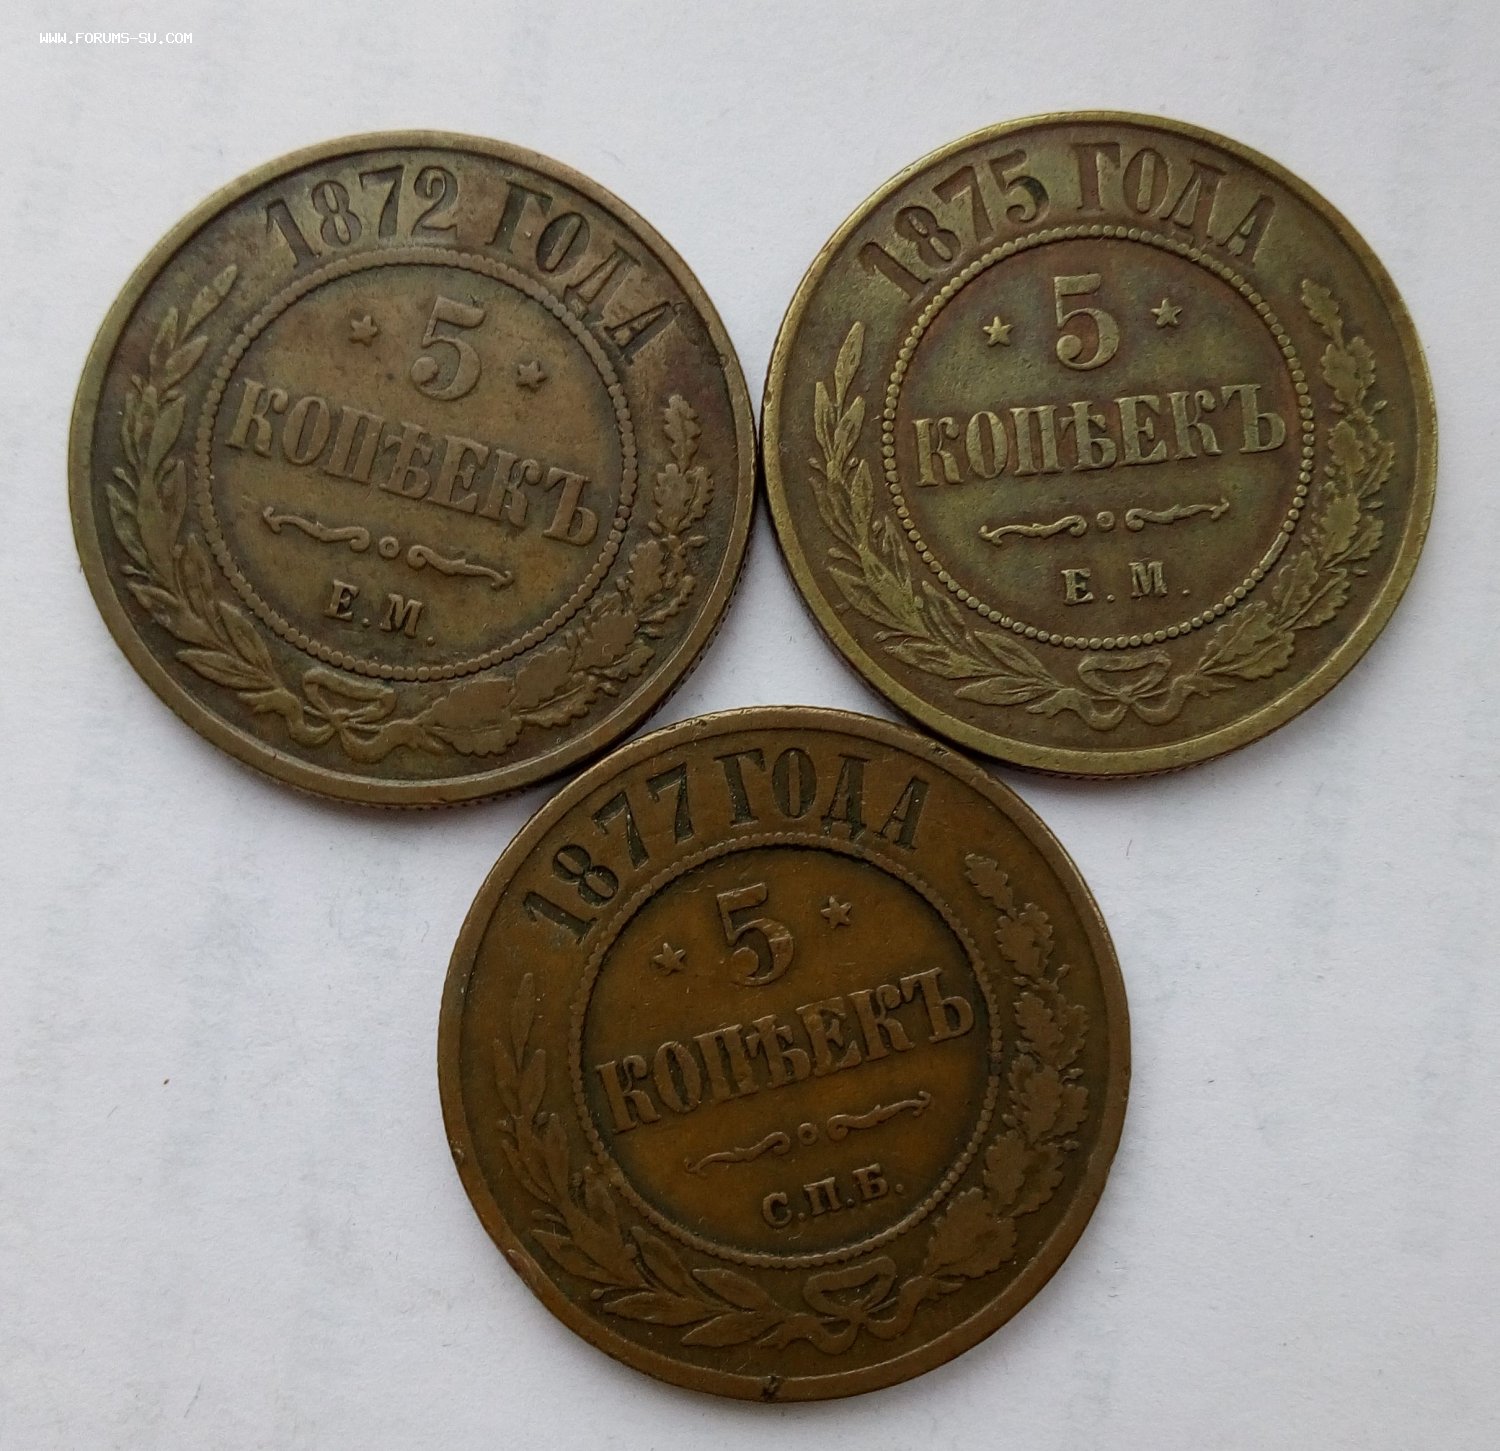 WWW.FORUMS-SU.COM
1872 ГОДА
5
КОПѢЕКЪ
Е.М.
1875 ГОДА
5
КОПѢЕКЪ
Е.М.
1877 ГОДА
5
КОПѢЕКЪ
С.П.Б.